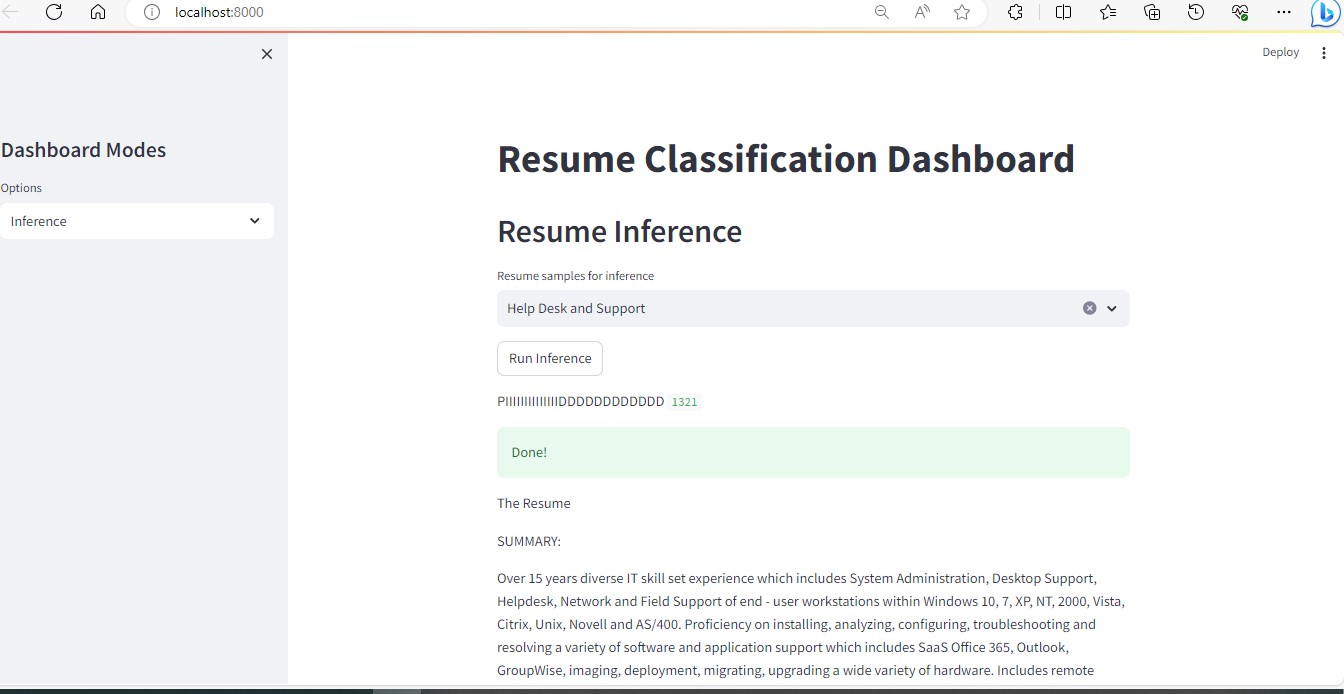 localhost:8000
Deploy
Dashboard Modes
Options
Inference
Resume Classification Dashboard
Resume Inference
Resume samples for inference
Help Desk and Support
Run Inference
PIIIIIIIIIIIIIIDDDDDDDDDDDDD 1321
Done!
The Resume
SUMMARY:
Over 15 years diverse IT skill set experience which includes System Administration, Desktop Support,
Helpdesk, Network and Field Support of end - user workstations within Windows 10, 7, XP, NT, 2000, Vista,
Citrix, Unix, Novell and AS/400. Proficiency on installing, analyzing, configuring, troubleshooting and
resolving a variety of software and application support which includes SaaS Office 365, Outlook,
GroupWise, imaging, deployment, migrating, upgrading a wide variety of hardware. Includes remote